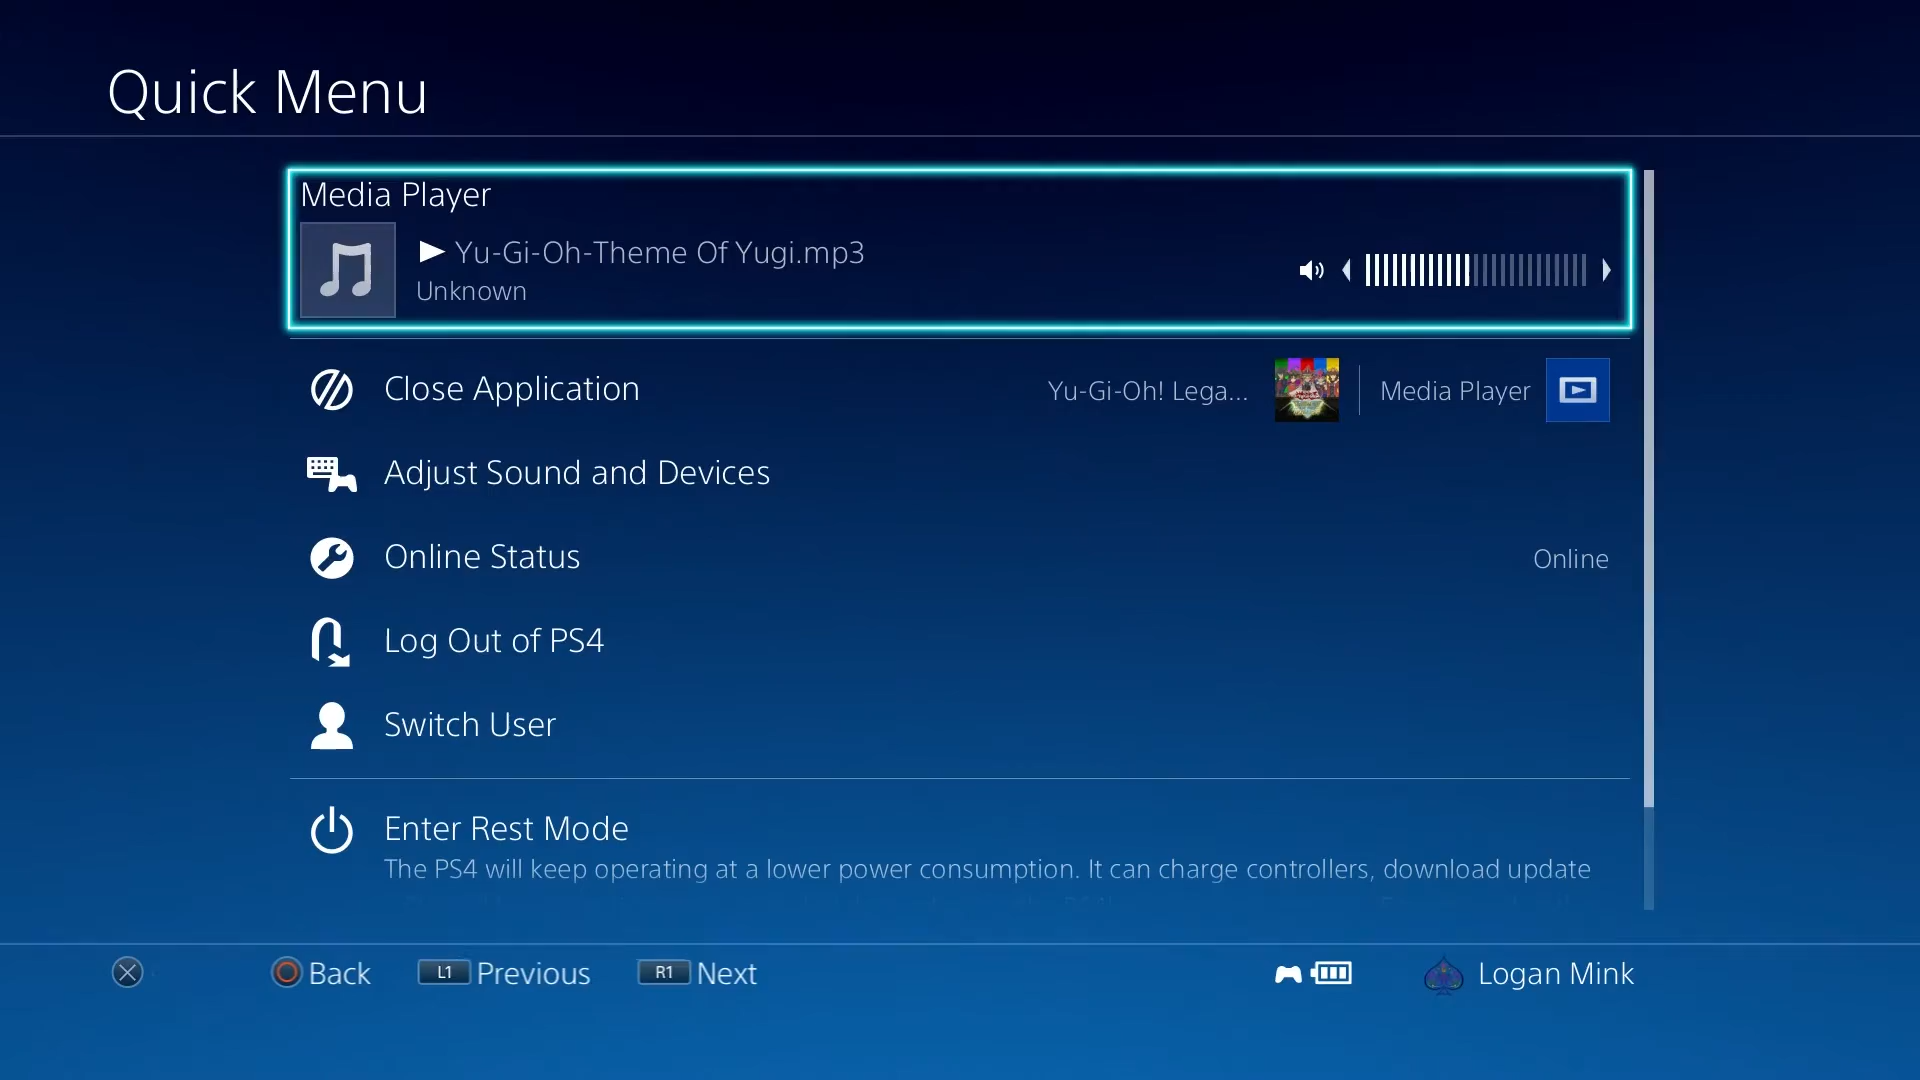 Quick Menu
Media Player
Yu-Gi-Oh-Theme Of Yugi.mp3
Unknown
Close Application
Yu-Gi-Oh! Lega...
Media Player
Adjust Sound and Devices
Online Status
Online
Log Out of PS4
Switch User
Enter Rest Mode
The PS4 will keep operating at a lower power consumption. It can charge controllers, download update
Back
L1 Previous
R1 Next
Logan Mink